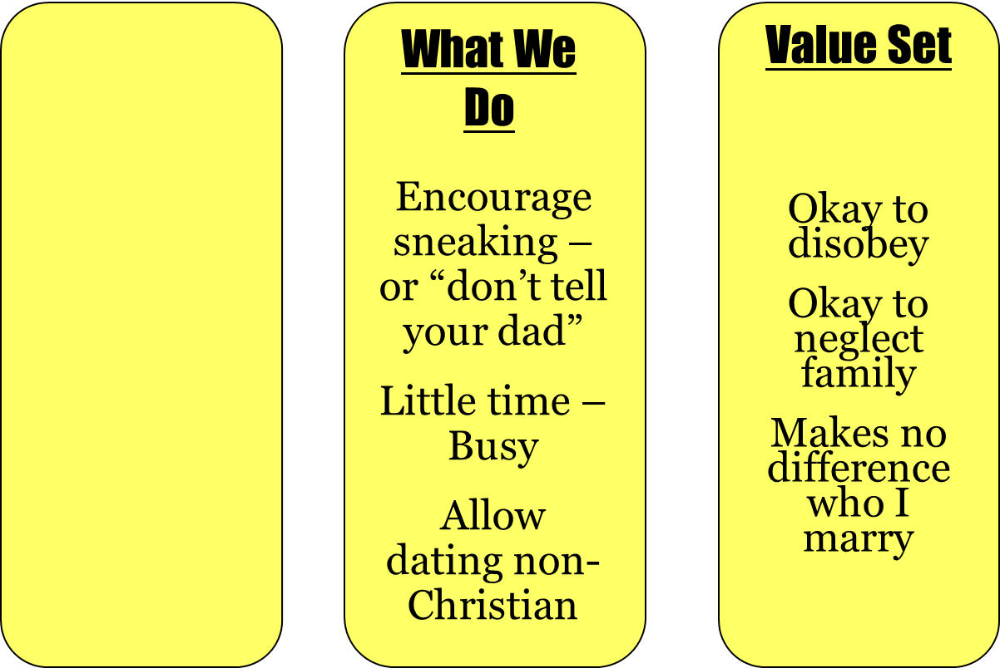 What We
Do
Encourage
sneaking –
or “don’t tell
your dad”
Little time –
Busy
Allow
dating non-
Christian
Value Set
Okay to
disobey
Okay to
neglect
family
Makes no
difference
who I
marry